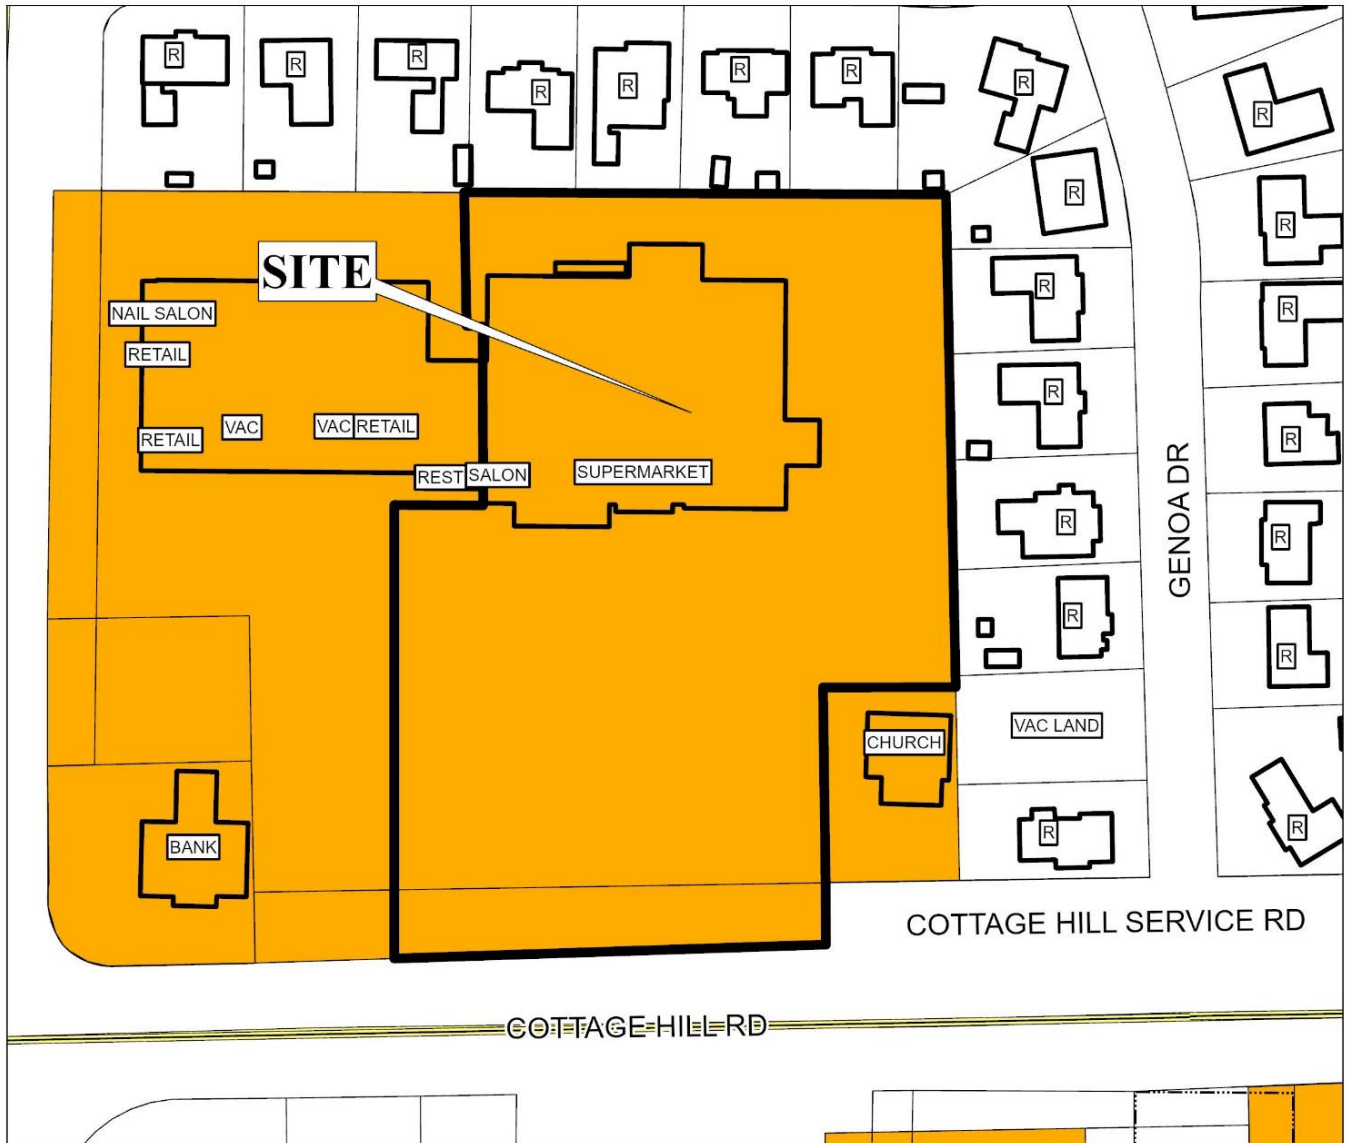 R
R
R
R
R
R
R
R
R
R
R
SITE
R
R
NAIL SALON
RETAIL
R
R
RETAIL
VAC
VAC
RETAIL
R
REST
SALON
SUPERMARKET
R
R
GENOA DR
R
R
CHURCH
VAC LAND
BANK
R
R
COTTAGE HILL SERVICE RD
COTTAGE HILL RD